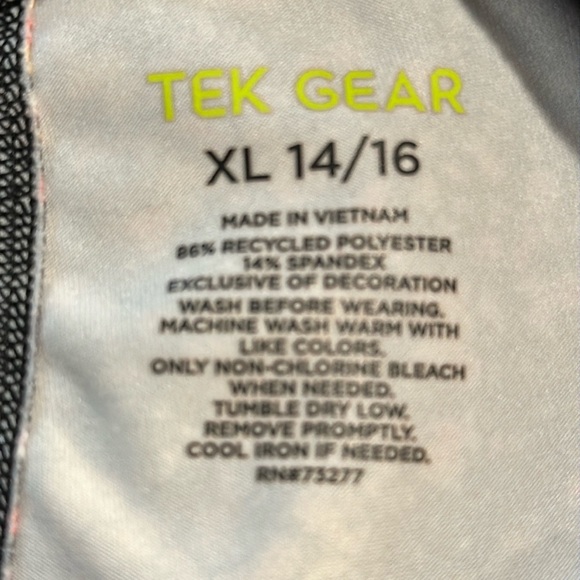 TEK GEAR
XL 14/16
MADE IN VIETNAM
86% RECYCLED POLYESTER
14% SPANDEX
EXCLUSIVE OF DECORATION
WASH BEFORE WEARING.
MACHINE WASH WARM WITH
LIKE COLORS.
ONLY NON-CHLORINE BLEACH
WHEN NEEDED.
TUMBLE DRY LOW.
REMOVE PROMPTLY.
COOL IRON IF NEEDED.
RN#73277